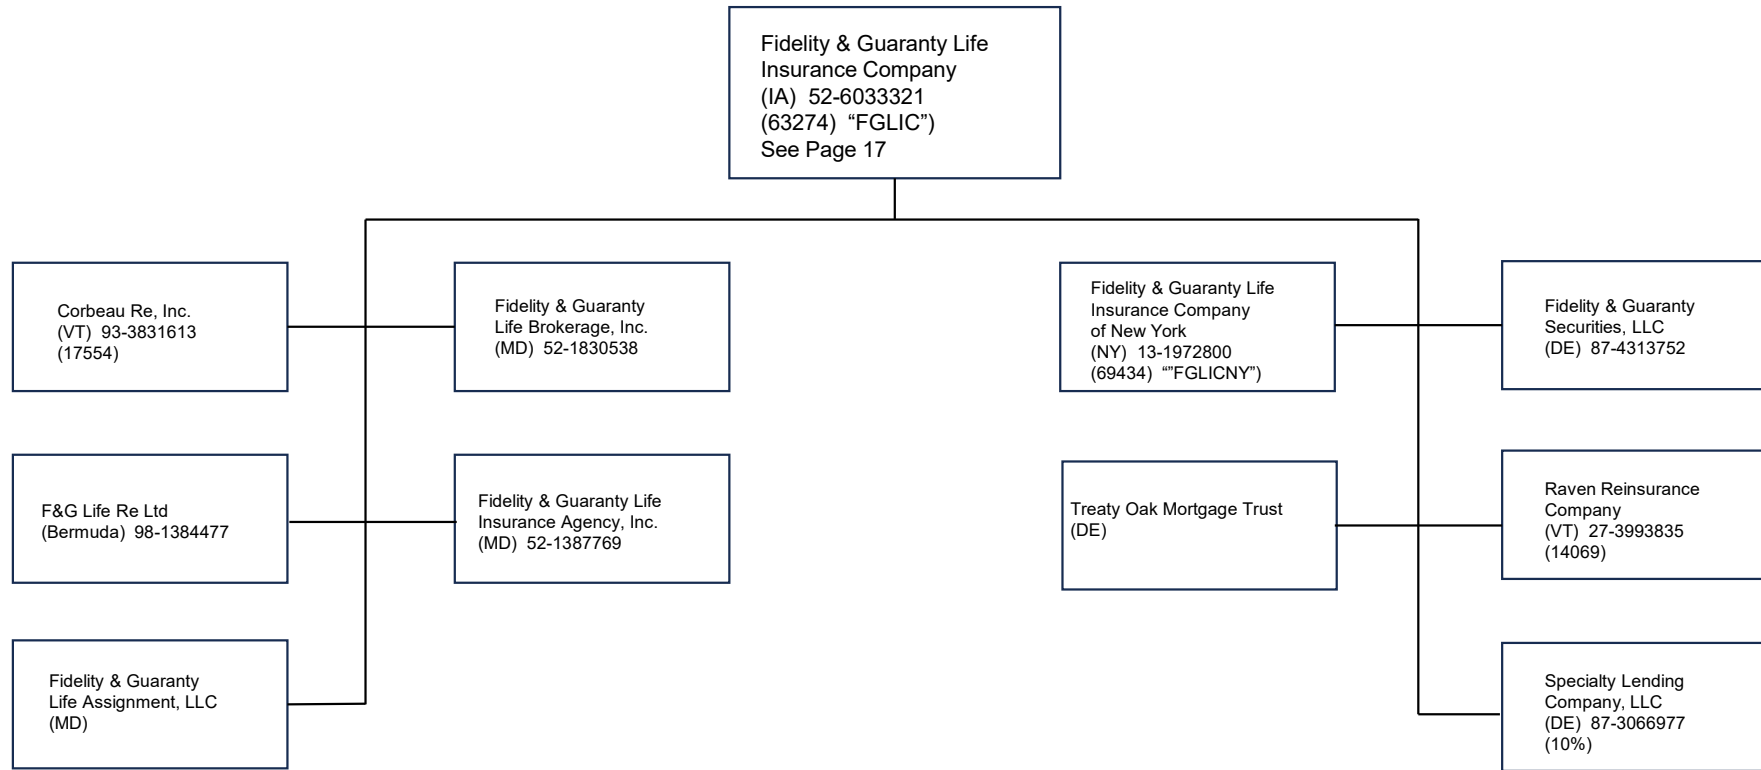 Fidelity & Guaranty Life
Insurance Company
(IA) 52-6033321
(63274) “FGLIC”)
See Page 17
Corbeau Re, Inc.
(VT) 93-3831613
(17554)
Fidelity & Guaranty
Life Brokerage, Inc.
(MD) 52-1830538
Fidelity & Guaranty Life
Insurance Company
of New York
(NY) 13-1972800
(69434) “”FGLICNY”)
Fidelity & Guaranty
Securities, LLC
(DE) 87-4313752
F&G Life Re Ltd
(Bermuda) 98-1384477
Fidelity & Guaranty Life
Insurance Agency, Inc.
(MD) 52-1387769
Treaty Oak Mortgage Trust
(DE)
Raven Reinsurance
Company
(VT) 27-3993835
(14069)
Fidelity & Guaranty
Life Assignment, LLC
(MD)
Specialty Lending
Company, LLC
(DE) 87-3066977
(10%)